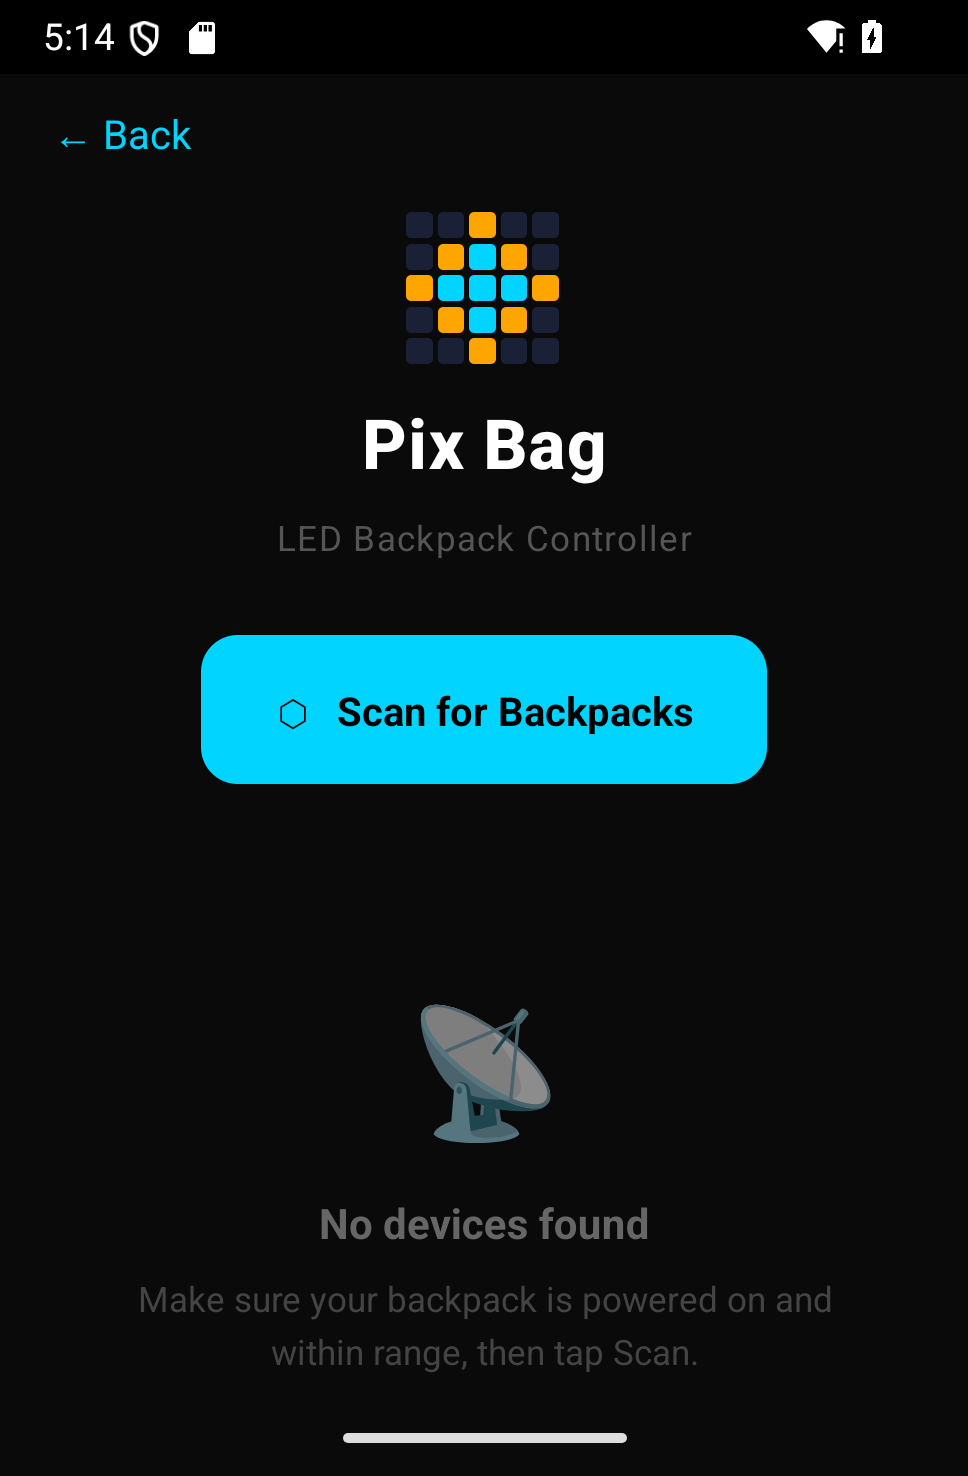 5:14
← Back
Pix Bag
LED Backpack Controller
Scan for Backpacks
No devices found
Make sure your backpack is powered on and
within range, then tap Scan.